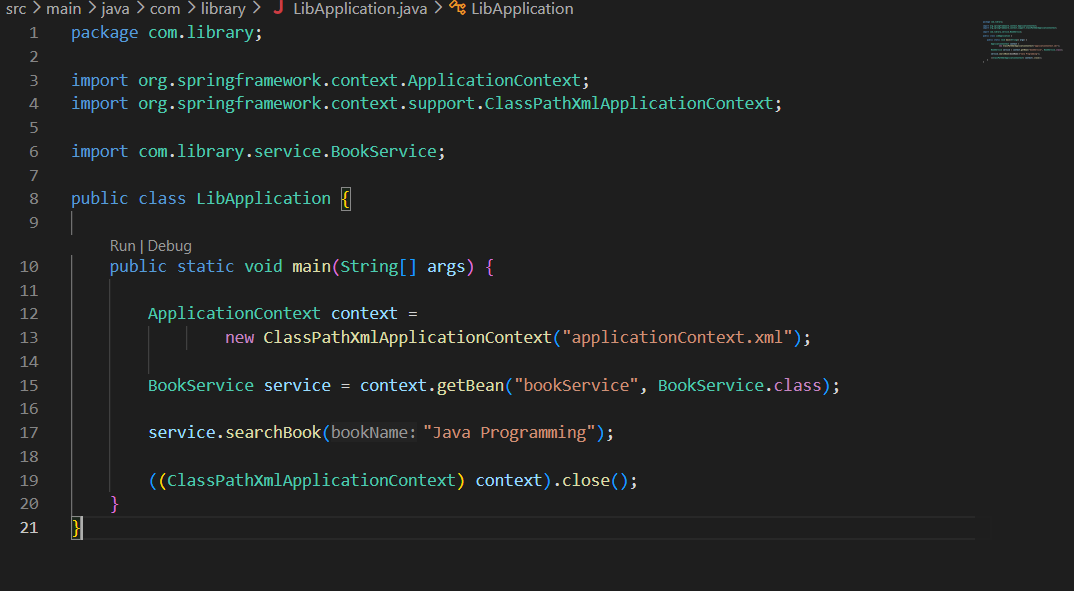 src > main > java > com > library > J LibApplication.java > LibApplication
1 package com.library;
2
3 import org.springframework.context.ApplicationContext;
4 import org.springframework.context.support.ClassPathXmlApplicationContext;
5
6 import com.library.service.BookService;
7
8 public class LibApplication {
9
Run | Debug
10 public static void main(String[] args) {
11
12 ApplicationContext context =
13 new ClassPathXmlApplicationContext("applicationContext.xml");
14
15 BookService service = context.getBean("bookService", BookService.class);
16
17 service.searchBook(bookName: "Java Programming");
18
19 ((ClassPathXmlApplicationContext) context).close();
20 }
21 }